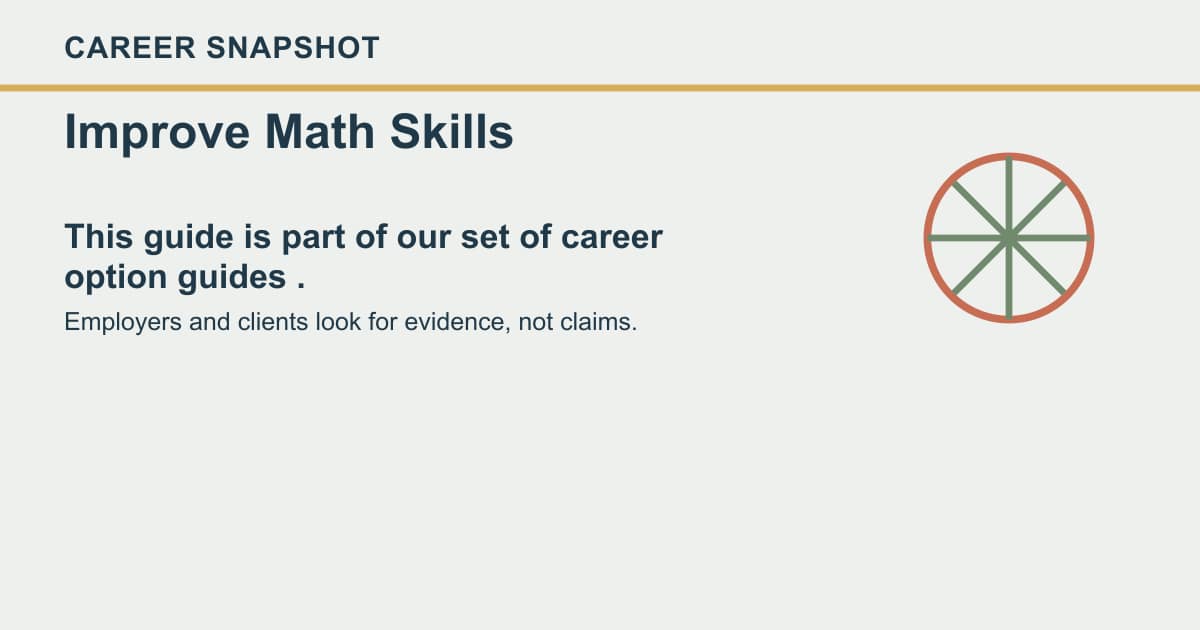 CAREER SNAPSHOT
Improve Math Skills
This guide is part of our set of career
option guides .
Employers and clients look for evidence, not claims.